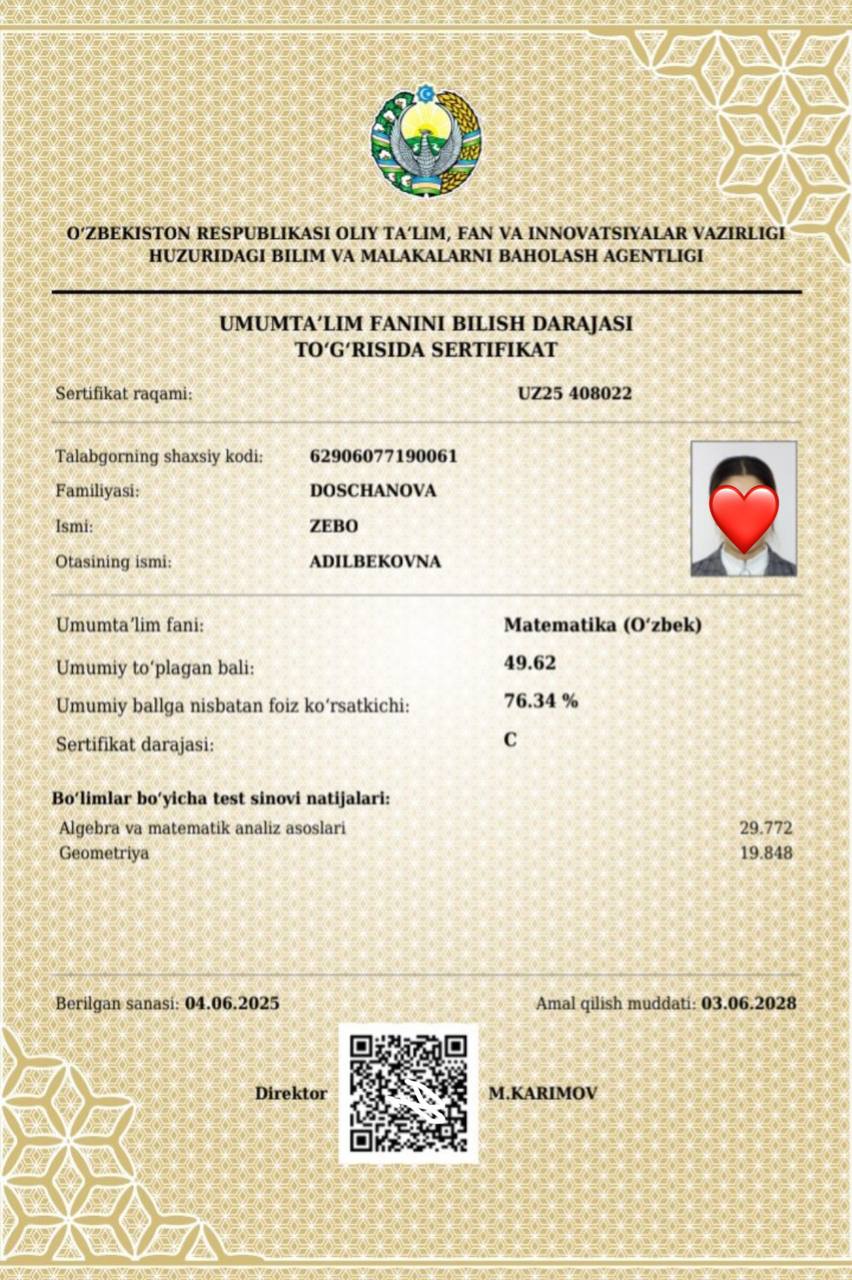 O‘ZBEKISTON RESPUBLIKASI OLIY TA’LIM, FAN VA INNOVATSIYALAR VAZIRLIGI
HUZURIDAGI BILIM VA MALAKALARNI BAHOLASH AGENTLIGI
UMUMTA’LIM FANINI BILISH DARAJASI
TO‘G‘RISIDA SERTIFIKAT
Sertifikat raqami: UZ25 408022
Talabgorning shaxsiy kodi: 62906077190061
Familiyasi: DOSCHANOVA
Ismi: ZEBO
Otasining ismi: ADILBEKOVNA
Umumta’lim fani: Matematika (O‘zbek)
Umumiy to‘plagan bali: 49.62
Umumiy ballga nisbatan foiz ko‘rsatkichi: 76.34 %
Sertifikat darajasi: C
Bo‘limlar bo‘yicha test sinovi natijalari:
Algebra va matematik analiz asoslari 29.772
Geometriya 19.848
Berilgan sanasi: 04.06.2025 Amal qilish muddati: 03.06.2028
Direktor M.KARIMOV